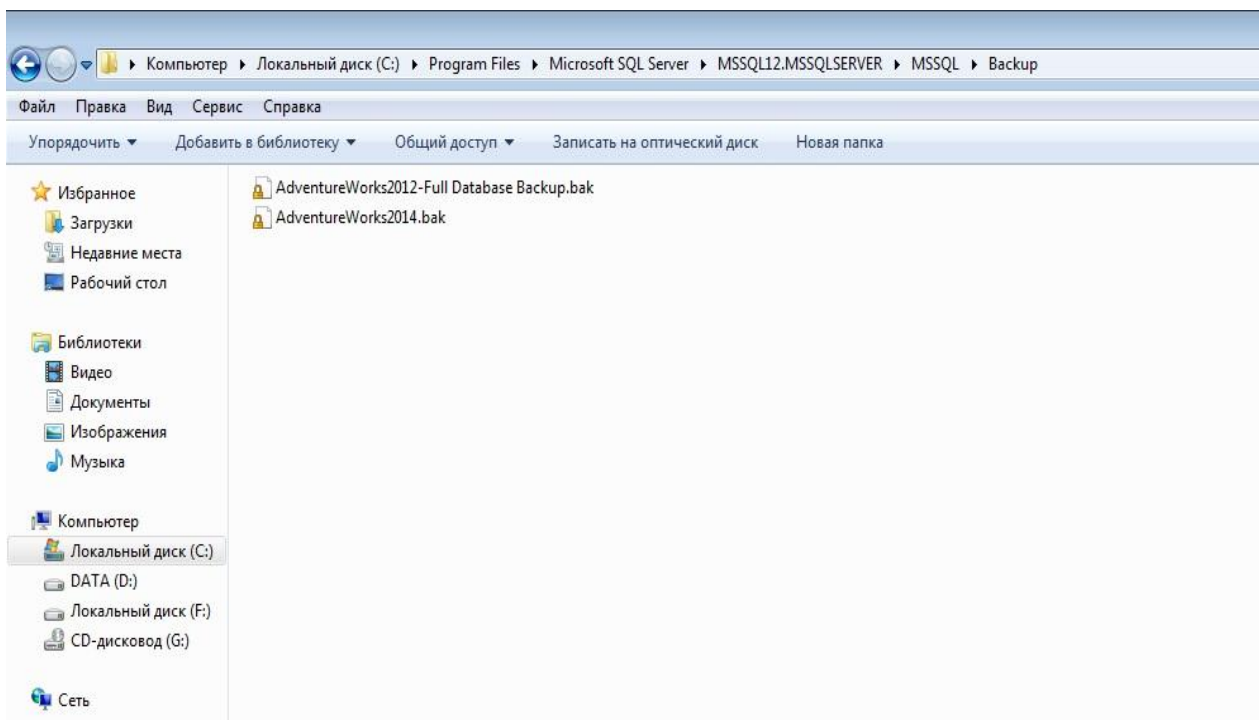 Компьютер ▸ Локальный диск (C:) ▸ Program Files ▸ Microsoft SQL Server ▸ MSSQL12.MSSQLSERVER ▸ MSSQL ▸ Backup
Файл Правка Вид Сервис Справка
Упорядочить Добавить в библиотеку Общий доступ Записать на оптический диск Новая папка
Избранное
Загрузки
Недавние места
Рабочий стол
Библиотеки
Видео
Документы
Изображения
Музыка
Компьютер
Локальный диск (C:)
DATA (D:)
Локальный диск (F:)
CD-дисковод (G:)
Сеть
AdventureWorks2012-Full Database Backup.bak
AdventureWorks2014.bak